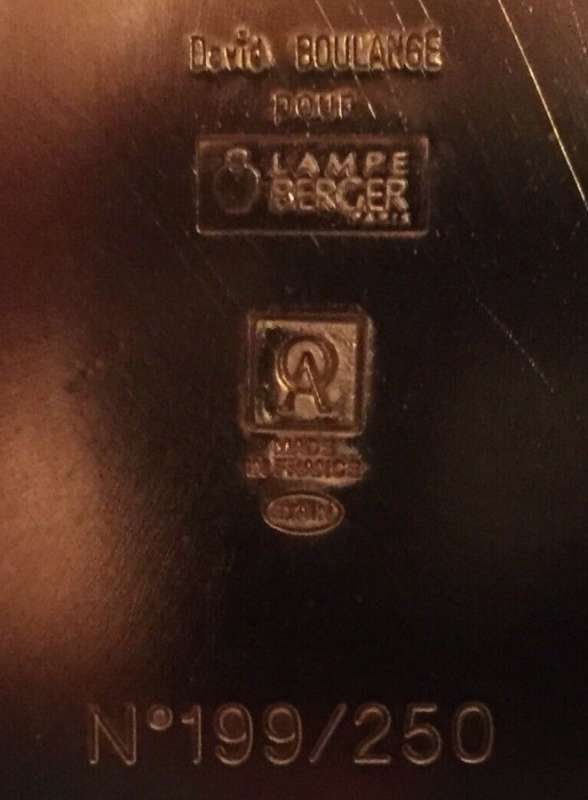 David BOULANGE
pour
LAMPE
BERGER
PARIS
MADE
IN FRANCE
N°199/250